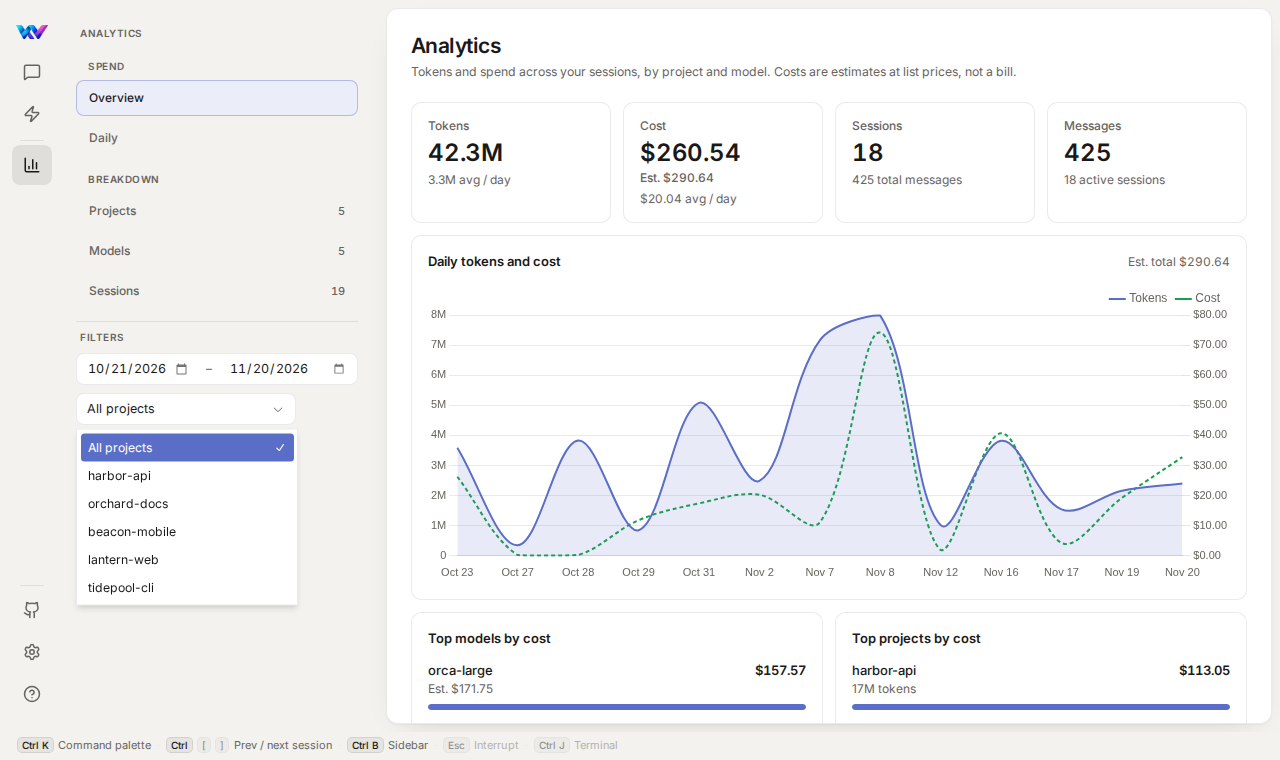 ANALYTICS
SPEND
Overview
Daily
BREAKDOWN
Projects 5
Models 5
Sessions 19
FILTERS
10/21/2026 – 11/20/2026
All projects
All projects
harbor-api
orchard-docs
beacon-mobile
lantern-web
tidepool-cli
Analytics
Tokens and spend across your sessions, by project and model. Costs are estimates at list prices, not a bill.
Tokens
42.3M
3.3M avg / day
Cost
$260.54
Est. $290.64
$20.04 avg / day
Sessions
18
425 total messages
Messages
425
18 active sessions
Daily tokens and cost Est. total $290.64
Tokens Cost
8M $80.00
7M $70.00
6M $60.00
5M $50.00
4M $40.00
3M $30.00
2M $20.00
1M $10.00
0 $0.00
Oct 23 Oct 27 Oct 28 Oct 29 Oct 31 Nov 2 Nov 7 Nov 8 Nov 12 Nov 16 Nov 17 Nov 19 Nov 20
Top models by cost
orca-large $157.57
Est. $171.75
Top projects by cost
harbor-api $113.05
17M tokens
Ctrl K Command palette Ctrl [ ] Prev / next session Ctrl B Sidebar Esc Interrupt Ctrl J Terminal